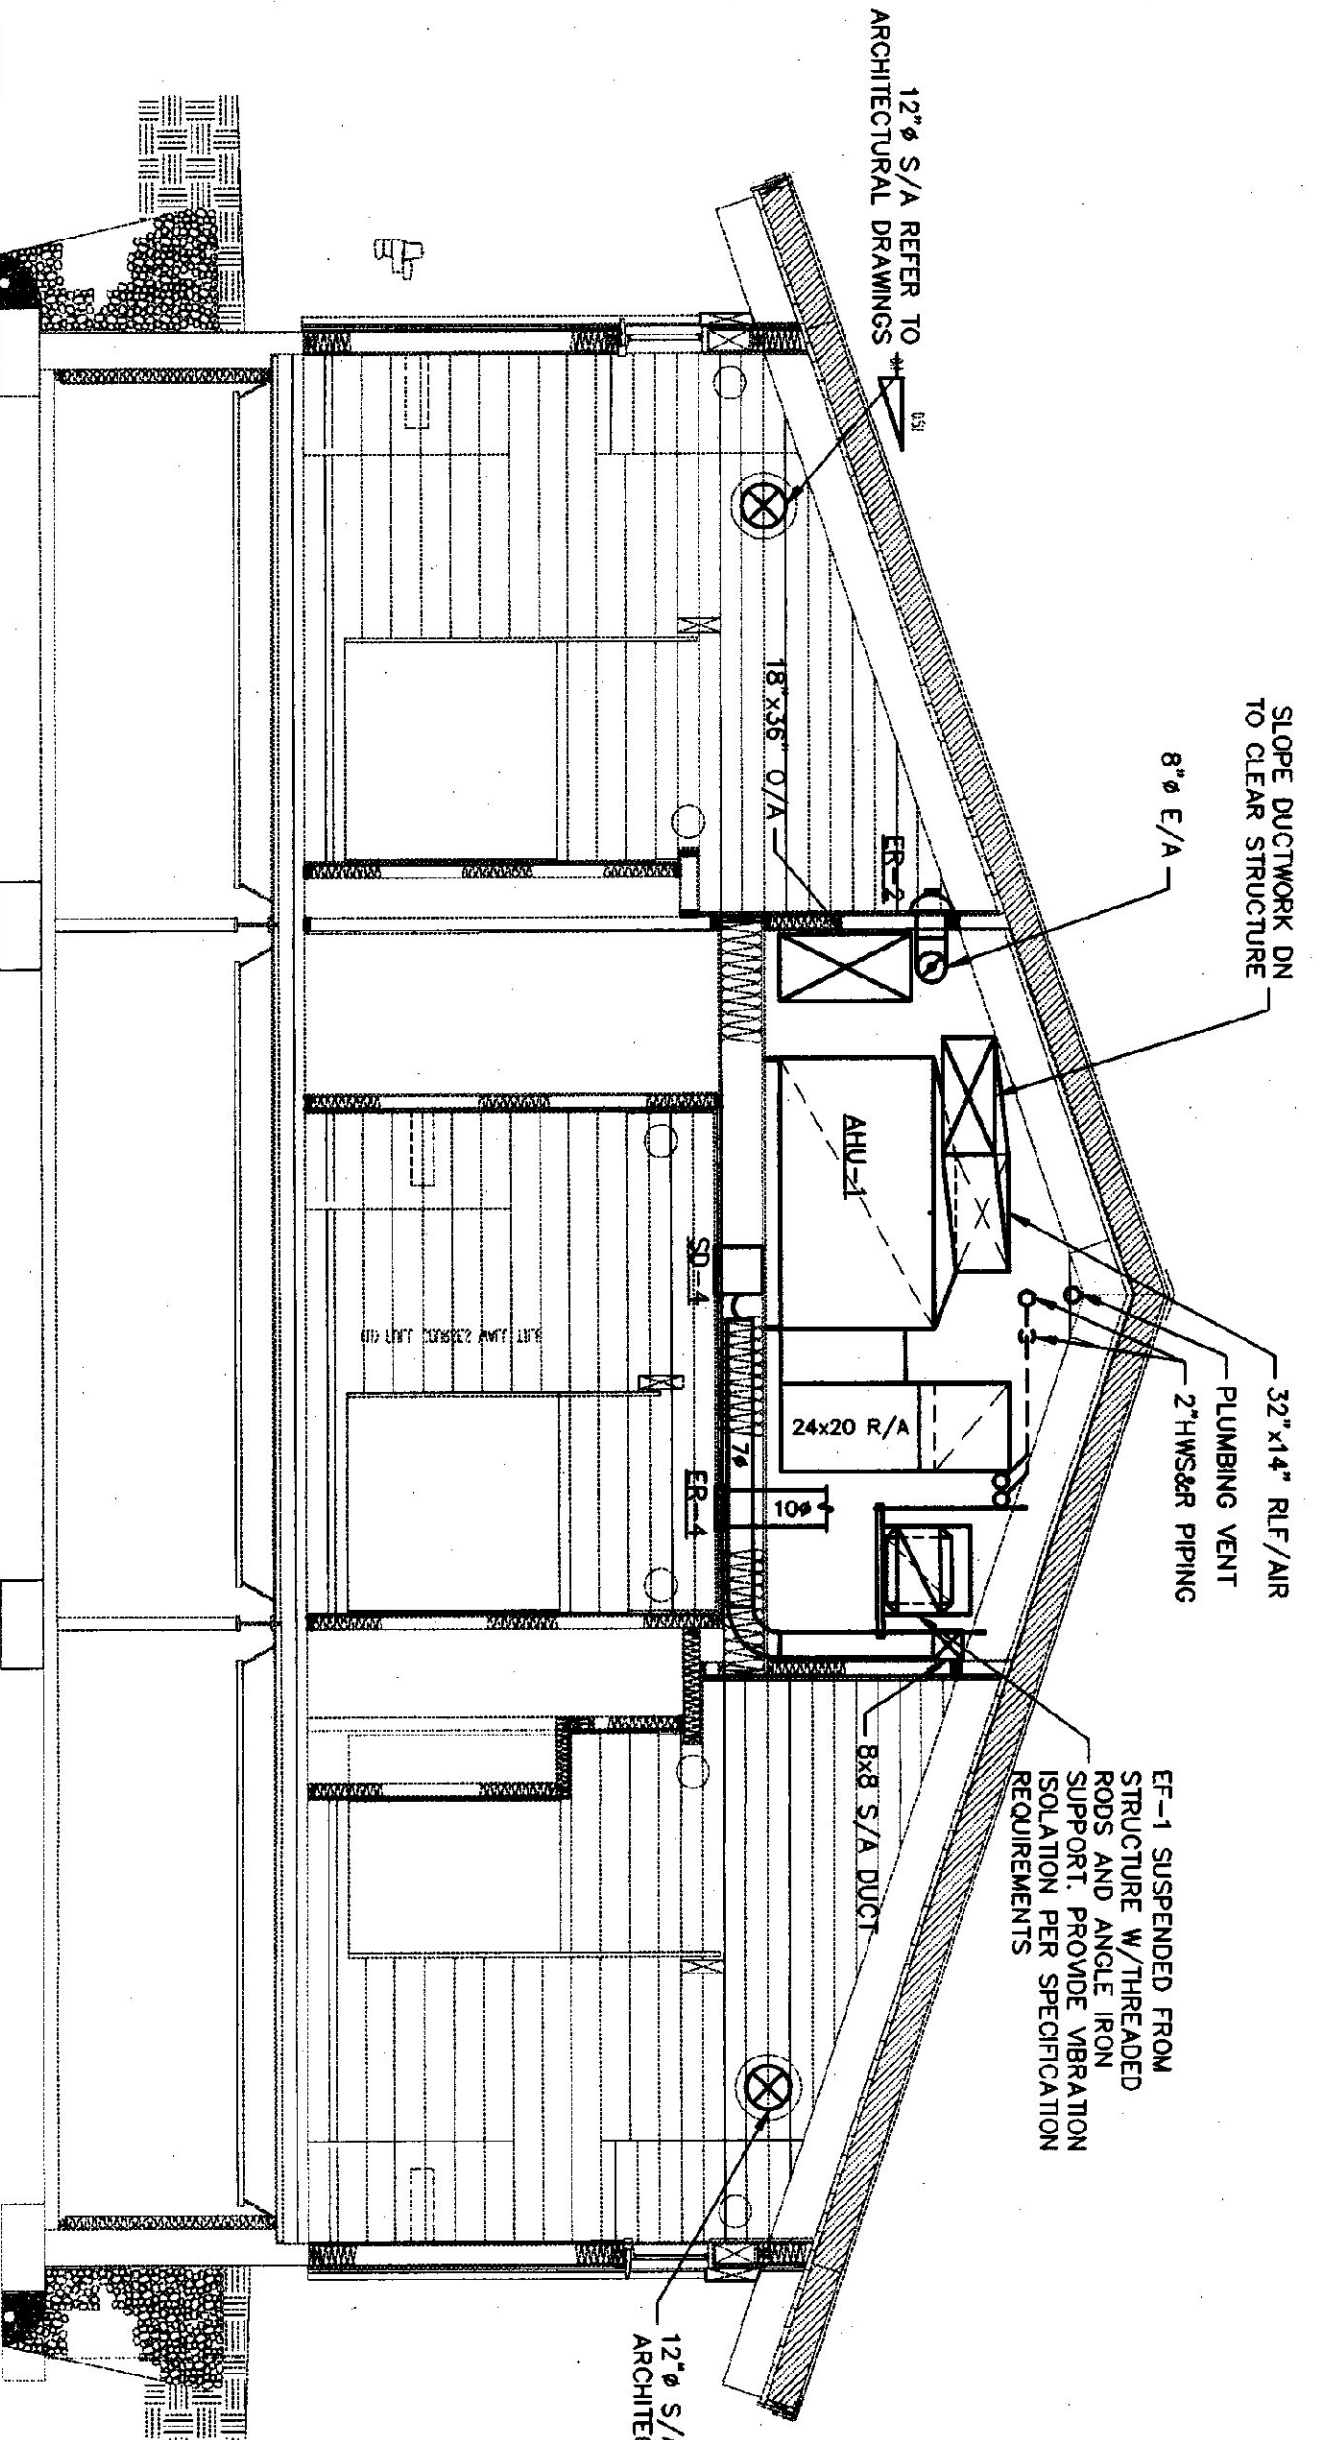 SLOPE DUCTWORK DN
TO CLEAR STRUCTURE
8"ø E/A
32"x14" RLF/AIR
PLUMBING VENT
2"HWS&R PIPING
12"ø S/A REFER TO
ARCHITECTURAL DRAWINGS
18"x36" O/A
ER-2
AHU-1
24x20 R/A
SD-4
7ø
ER-4
10ø
8x8 S/A DUCT
EF-1 SUSPENDED FROM
STRUCTURE W/THREADED
RODS AND ANGLE IRON
SUPPORT. PROVIDE VIBRATION
ISOLATION PER SPECIFICATION
REQUIREMENTS
12"ø S/A